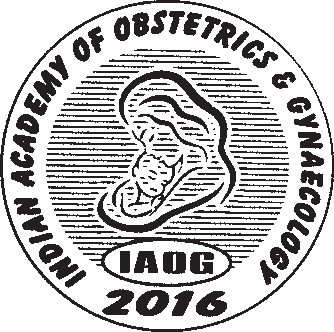 INDIAN ACADEMY OF OBSTETRICS & GYNAECOLOGY
IAOG
2016